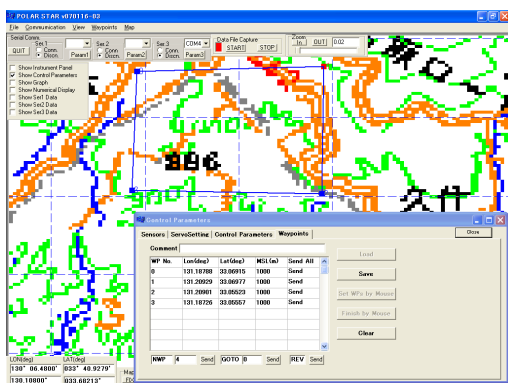 POLAR STAR v070116-03
File Communication View Waypoints Map
Serial Comm.
QUIT
Ser.1 Conn. Discn. Param1
Ser.2 Conn. Discn. Param2
Ser.3 Conn. Discn. COM4 Param3
Data File Capture
START STOP
Zoom
In OUT 0.02
Show Instrument Panel
Show Control Parameters
Show Graph
Show Numerical Display
Show Ser1 Data
Show Ser2 Data
Show Ser3 Data
Control Parameters
Sensors ServoSetting Control Parameters Waypoints
Close
Comment
WP No. Lon(deg) Lat(deg) MSL(m) Send All
0 131.18788 33.06915 1000 Send
1 131.20929 33.06977 1000 Send
2 131.20901 33.05523 1000 Send
3 131.18726 33.05557 1000 Send
NWP 4 Send GOTO 0 Send REV Send
Load
Save
Set WPs by Mouse
Finish by Mouse
Clear
LON(deg) LAT(deg)
130° 06.4800' 033° 40.9279'
130.10800° 033.68213°